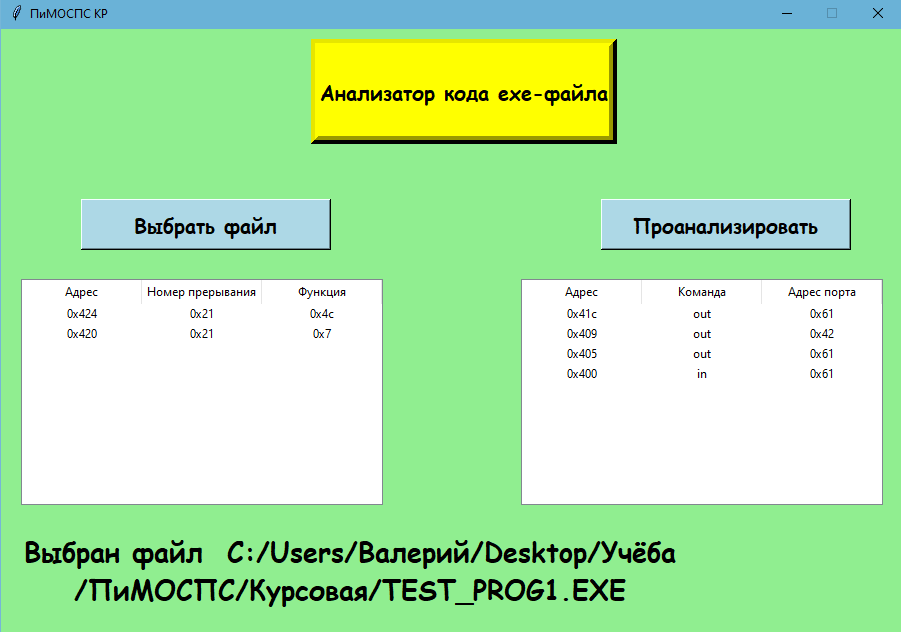 ПиМОСПС КР
Анализатор кода exe-файла
Выбрать файл Проанализировать
Адрес Номер прерывания Функция Адрес Команда Адрес порта
0x424 0x21 0x4c 0x41c out 0x61
0x420 0x21 0x7 0x409 out 0x42
0x405 out 0x61
0x400 in 0x61
Выбран файл C:/Users/Валерий/Desktop/Учёба
/ПиМОСПС/Курсовая/TEST_PROG1.EXE